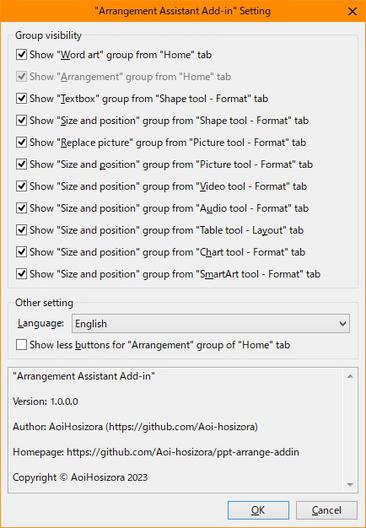 "Arrangement Assistant Add-in" Setting
Group visibility
Show "Word art" group from "Home" tab
Show "Arrangement" group from "Home" tab
Show "Textbox" group from "Shape tool - Format" tab
Show "Size and position" group from "Shape tool - Format" tab
Show "Replace picture" group from "Picture tool - Format" tab
Show "Size and position" group from "Picture tool - Format" tab
Show "Size and position" group from "Video tool - Format" tab
Show "Size and position" group from "Audio tool - Format" tab
Show "Size and position" group from "Table tool - Layout" tab
Show "Size and position" group from "Chart tool - Format" tab
Show "Size and position" group from "SmartArt tool - Format" tab
Other setting
Language: English
Show less buttons for "Arrangement" group of "Home" tab
"Arrangement Assistant Add-in"
Version: 1.0.0.0
Author: AoiHosizora (https://github.com/Aoi-hosizora)
Homepage: https://github.com/Aoi-hosizora/ppt-arrange-addin
Copyright © AoiHosizora 2023
OK Cancel